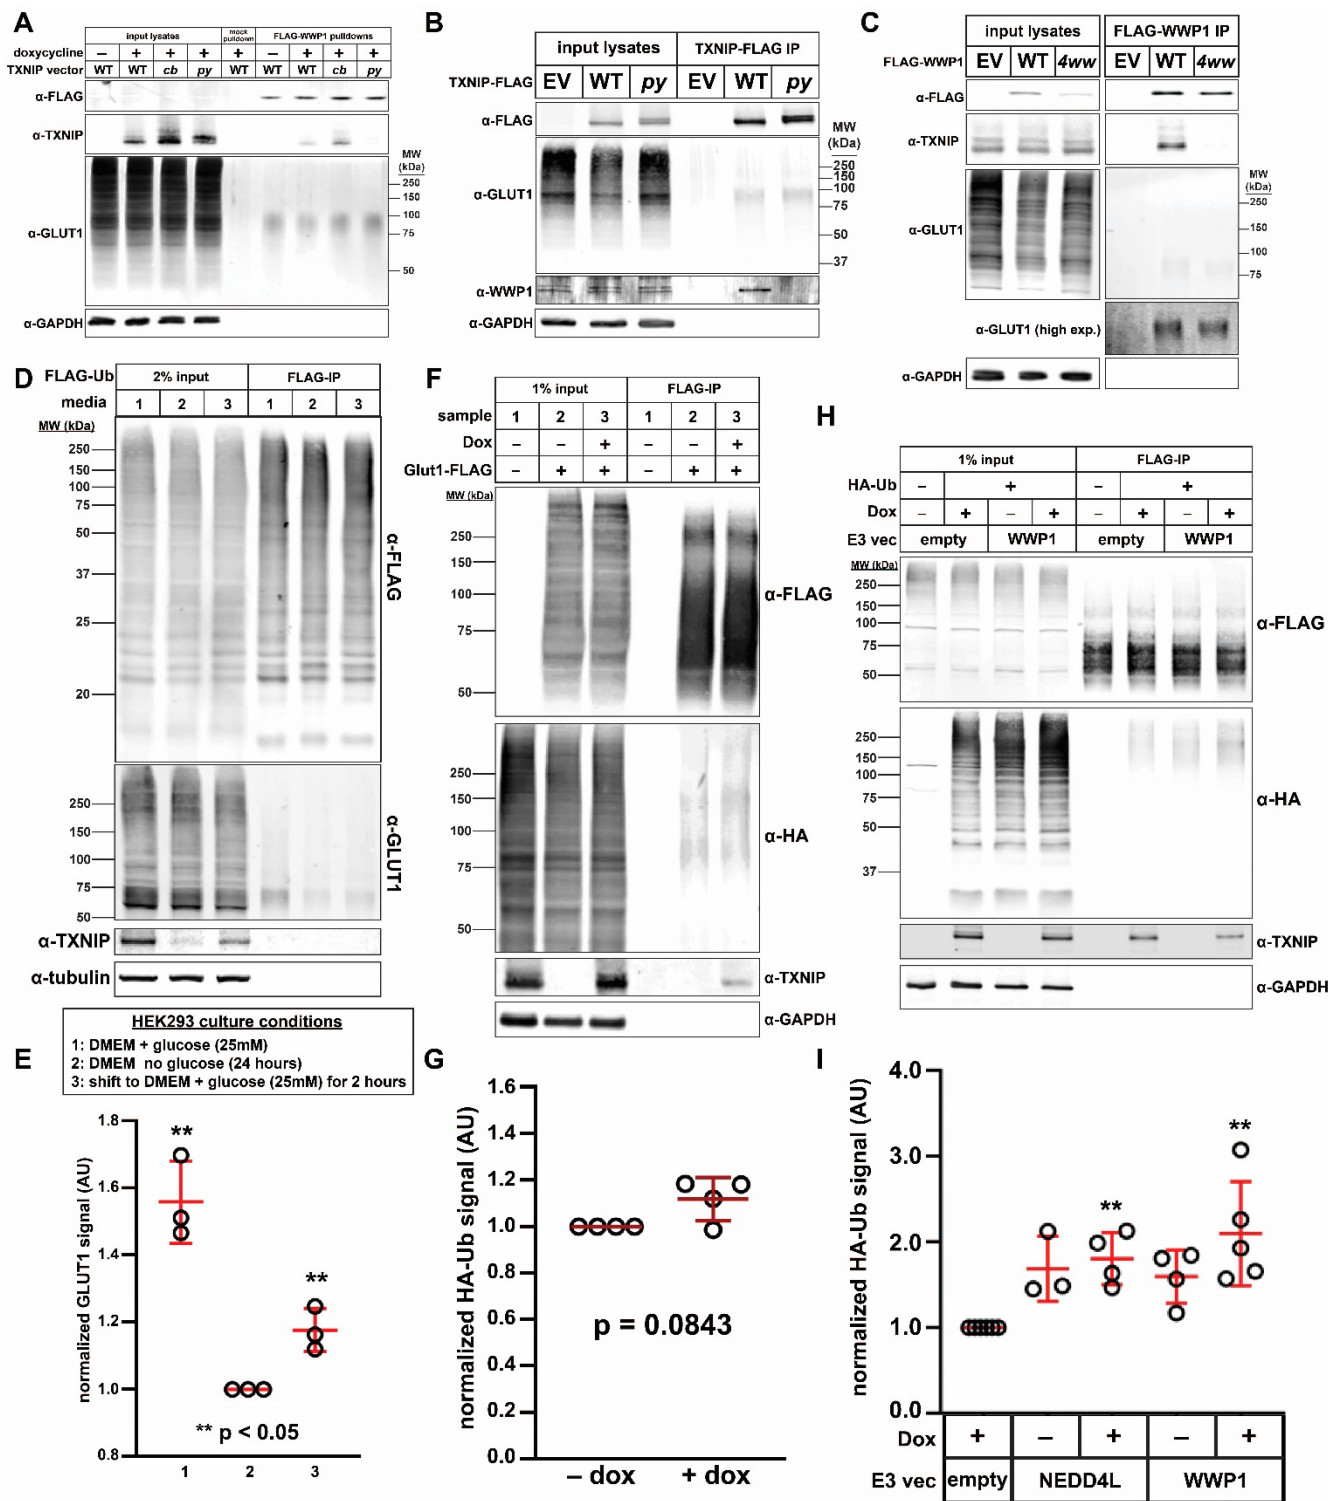 A
input lysates
mock pulldown
FLAG-WWP1 pulldowns
doxycycline – + + + + – + + +
TXNIP vector WT WT cb py WT WT WT cb py
α-FLAG
α-TXNIP
MW (kDa)
α-GLUT1
250
150
100
75
50
α-GAPDH
B
input lysates
TXNIP-FLAG IP
TXNIP-FLAG EV WT py EV WT py
α-FLAG
MW (kDa)
α-GLUT1
250
150
100
75
50
37
α-WWP1
α-GAPDH
C
input lysates
FLAG-WWP1 IP
FLAG-WWP1 EV WT 4ww EV WT 4ww
α-FLAG
α-TXNIP
MW (kDa)
α-GLUT1
250
150
100
75
α-GLUT1 (high exp.)
α-GAPDH
D
FLAG-Ub 2% input FLAG-IP
media 1 2 3 1 2 3
MW (kDa)
250
150
100
75
50
37
25
20
α-FLAG
250
150
100
75
50
α-GLUT1
α-TXNIP
α-tubulin
HEK293 culture conditions
1: DMEM + glucose (25mM)
2: DMEM no glucose (24 hours)
3: shift to DMEM + glucose (25mM) for 2 hours
E
normalized GLUT1 signal (AU)
1.8
1.6
1.4
1.2
1.0
0.8
**
**
** p < 0.05
1 2 3
F
1% input FLAG-IP
sample 1 2 3 1 2 3
Dox – – + – – +
Glut1-FLAG – + + – + +
MW (kDa)
250
100
75
50
α-FLAG
250
150
100
75
50
α-HA
α-TXNIP
α-GAPDH
G
normalized HA-Ub signal (AU)
1.6
1.4
1.2
1.0
0.8
0.6
0.4
0.2
0.0
p = 0.0843
– dox + dox
H
1% input FLAG-IP
HA-Ub – + – +
Dox – + – + – + – +
E3 vec empty WWP1 empty WWP1
MW (kDa)
250
150
100
75
50
α-FLAG
250
150
100
75
50
37
α-HA
α-TXNIP
α-GAPDH
I
normalized HA-Ub signal (AU)
4.0
3.0
2.0
1.0
0.0
**
**
Dox + – + – +
E3 vec empty NEDD4L WWP1